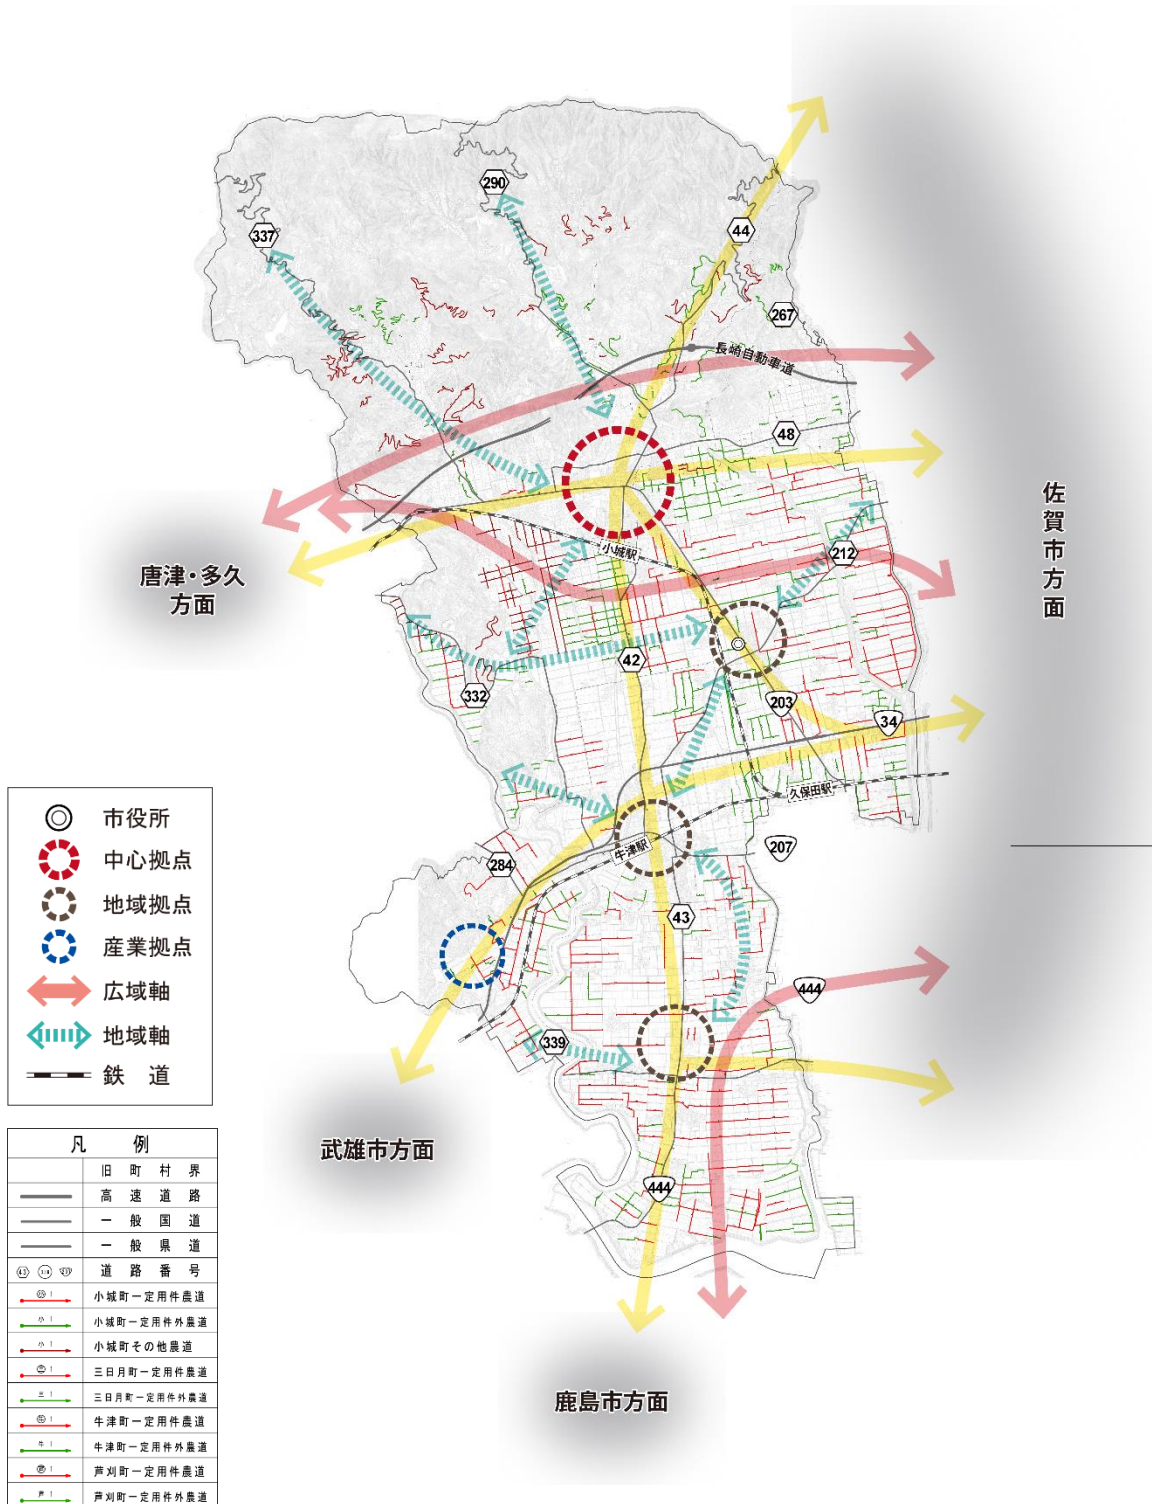 290
337
44
267
長崎自動車道
48
佐賀市方面
小城駅
212
唐津・多久
方面
42
332
203
34
久保田駅
牛津駅
207
284
43
444
339
武雄市方面
444
鹿島市方面
市役所
中心拠点
地域拠点
産業拠点
広域軸
地域軸
鉄 道
凡 例
旧町村界
高速道路
一般国道
一般県道
道路番号
小城町一定用件農道
小城町一定用件外農道
小城町その他農道
三日月町一定用件農道
三日月町一定用件外農道
牛津町一定用件農道
牛津町一定用件外農道
芦刈町一定用件農道
芦刈町一定用件外農道